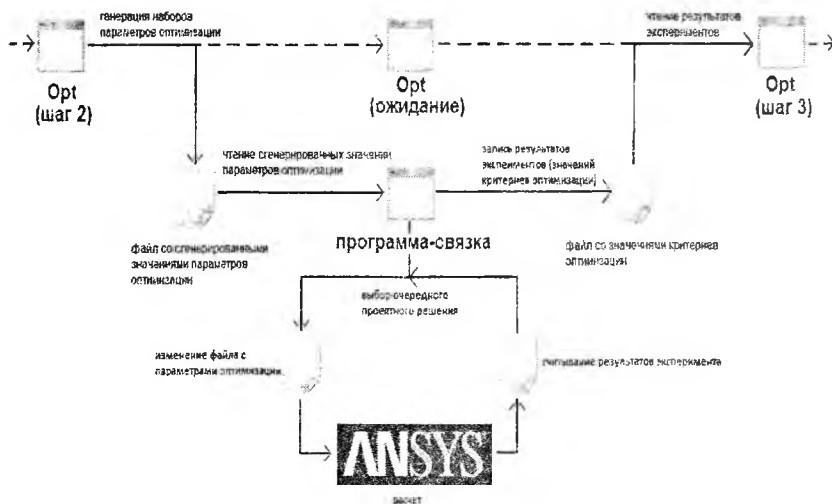 генерация наборов
параметров оптимизации
чтение результатов
экспериментов
Opt
(шаг 2)
Opt
(ожидание)
Opt
(шаг 3)
чтение сгенерированных значений
параметров оптимизации
запись результатов
экспериментов (значений
критериев оптимизации)
программа-связка
файл со сгенерированными
значениями параметров
оптимизации
файл со значениями критериев
оптимизации
выбор очередного
проектного решения
изменение файла с
параметрами оптимизации
считывание результатов эксперимента
ANSYS
расчет